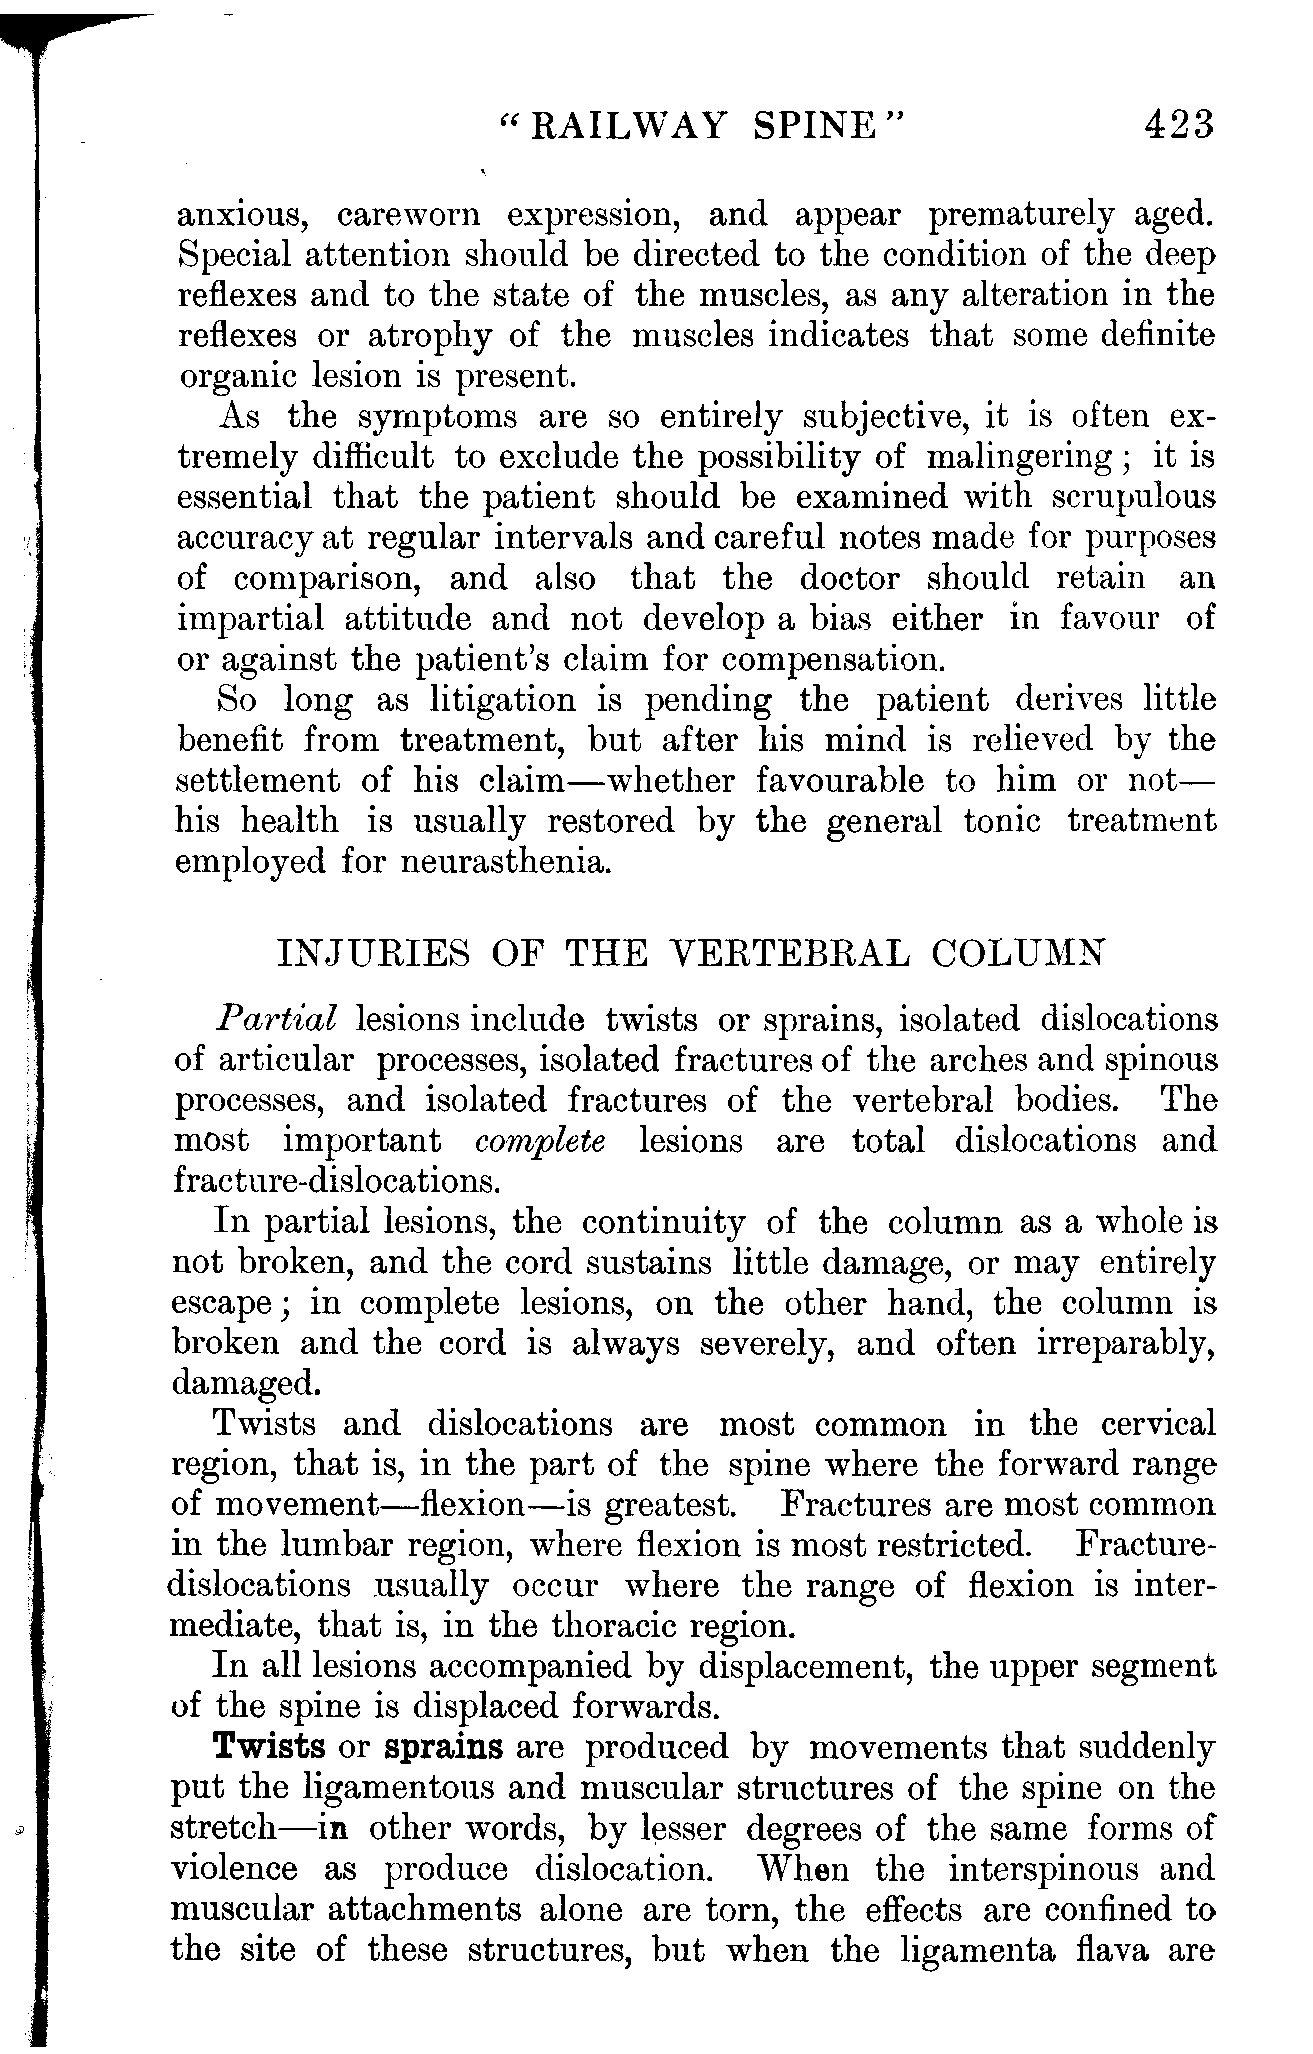 " RAILWAY SPINE " 423
anxious, careworn expression, and appear prematurely aged.
Special attention should be directed to the condition of the deep
reflexes and to the state of the muscles, as any alteration in the
reflexes or atrophy of the muscles indicates that some definite
organic lesion is present.
As the symptoms are so entirely subjective, it is often ex-
tremely difficult to exclude the possibility of malingering ; it is
essential that the patient should be examined with scrupulous
accuracy at regular intervals and careful notes made for purposes
of comparison, and also that the doctor should retain an
impartial attitude and not develop a bias either in favour of
or against the patient's claim for compensation.
So long as litigation is pending the patient derives little
benefit from treatment, but after his mind is relieved by the
settlement of his claim—whether favourable to him or not—
his health is usually restored by the general tonic treatment
employed for neurasthenia.
INJURIES OF THE VERTEBRAL COLUMN
Partial lesions include twists or sprains, isolated dislocations
of articular processes, isolated fractures of the arches and spinous
processes, and isolated fractures of the vertebral bodies. The
most important complete lesions are total dislocations and
fracture-dislocations.
In partial lesions, the continuity of the column as a whole is
not broken, and the cord sustains little damage, or may entirely
escape ; in complete lesions, on the other hand, the column is
broken and the cord is always severely, and often irreparably,
damaged.
Twists and dislocations are most common in the cervical
region, that is, in the part of the spine where the forward range
of movement—flexion—is greatest. Fractures are most common
in the lumbar region, where flexion is most restricted. Fracture-
dislocations usually occur where the range of flexion is inter-
mediate, that is, in the thoracic region.
In all lesions accompanied by displacement, the upper segment
of the spine is displaced forwards.
Twists or sprains are produced by movements that suddenly
put the ligamentous and muscular structures of the spine on the
stretch—in other words, by lesser degrees of the same forms of
violence as produce dislocation. When the interspinous and
muscular attachments alone are torn, the effects are confined to
the site of these structures, but when the ligamenta flava are